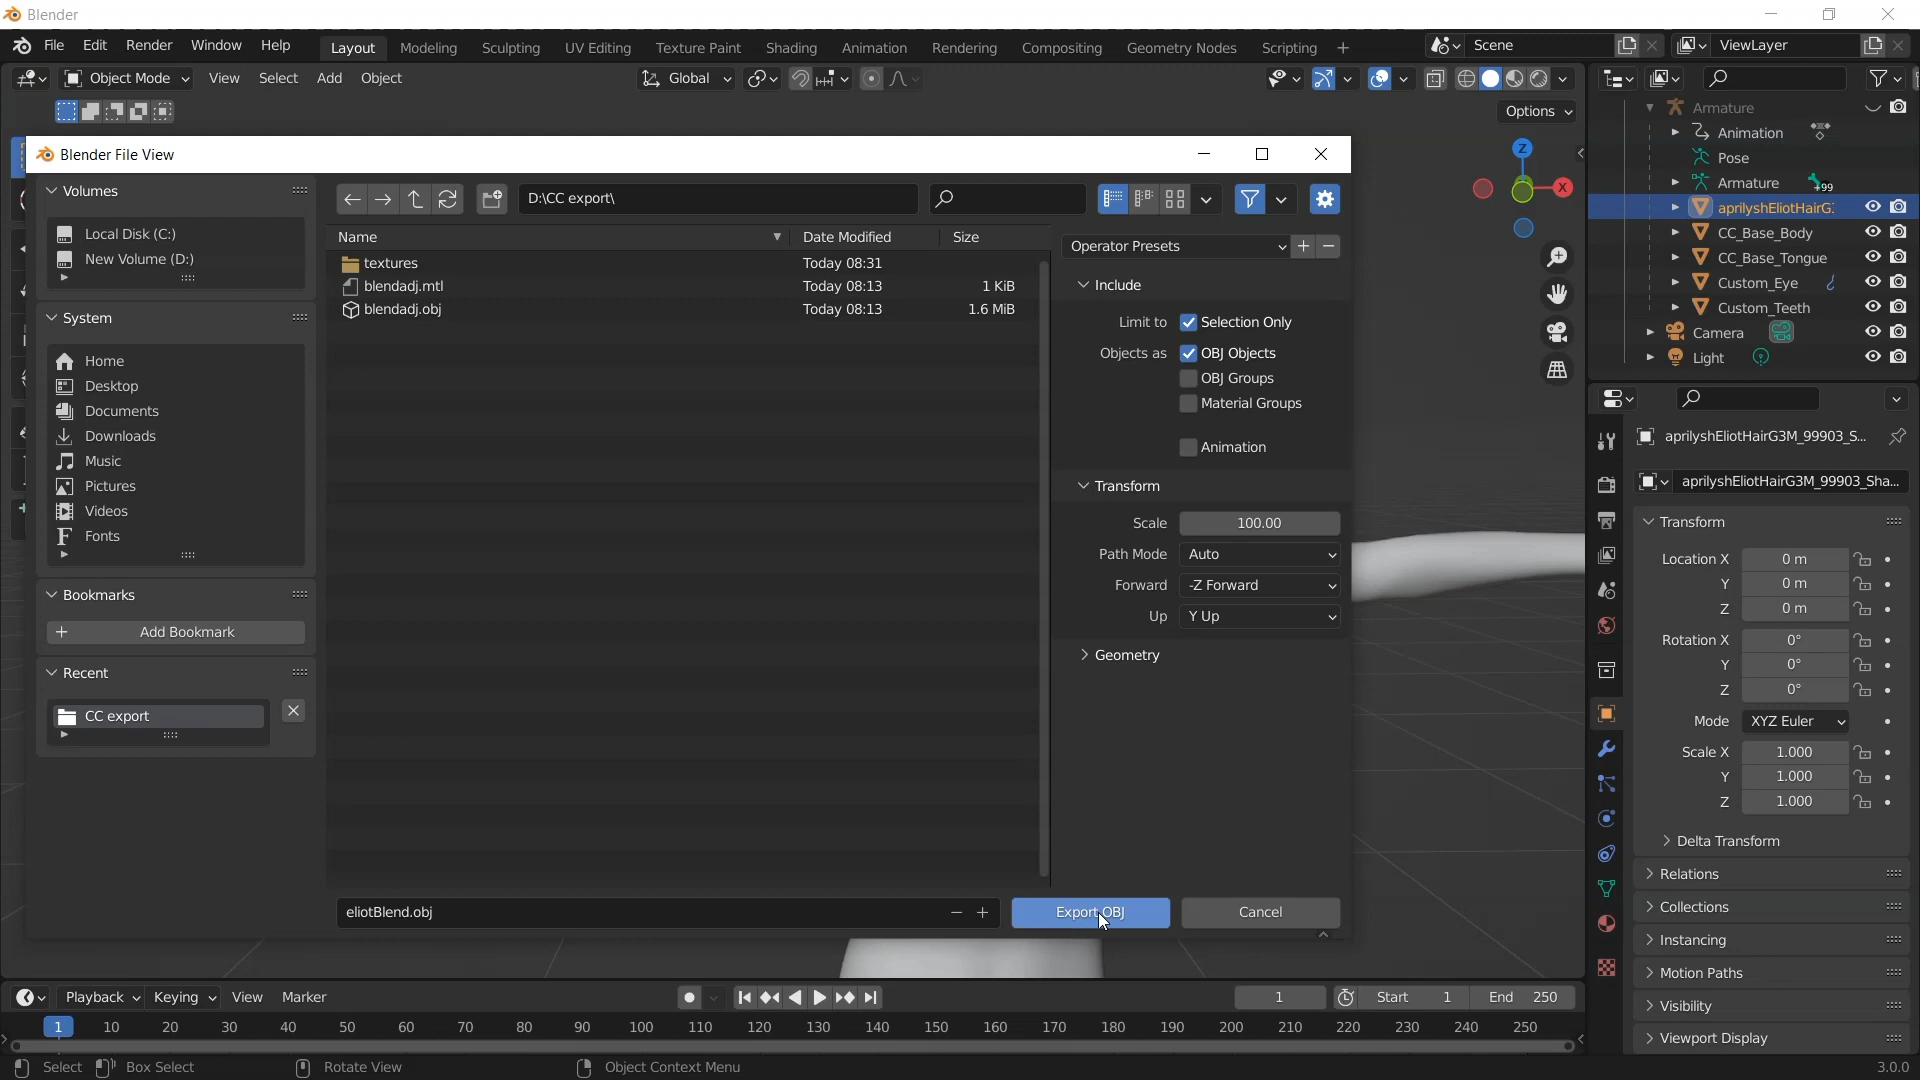 Blender
File Edit Render Window Help Layout Modeling Sculpting UV Editing Texture Paint Shading Animation Rendering Compositing Geometry Nodes Scripting + Scene ViewLayer
Object Mode View Select Add Object Global
Options
Blender File View
Volumes
Local Disk (C:)
New Volume (D:)
System
Home
Desktop
Documents
Downloads
Music
Pictures
Videos
Fonts
Bookmarks
+ Add Bookmark
Recent
CC export
D:\CC export\
Name Date Modified Size
textures Today 08:31
blendadj.mtl Today 08:13 1 KiB
blendadj.obj Today 08:13 1.6 MiB
eliotBlend.obj
Export OBJ Cancel
Operator Presets
Include
Limit to Selection Only
Objects as OBJ Objects
OBJ Groups
Material Groups
Animation
Transform
Scale 100.00
Path Mode Auto
Forward -Z Forward
Up Y Up
Geometry
Z
X
Armature
Animation
Pose
Armature +99
aprilyshEliotHairG:
CC_Base_Body
CC_Base_Tongue
Custom_Eye
Custom_Teeth
Camera
Light
aprilyshEliotHairG3M_99903_S...
aprilyshEliotHairG3M_99903_Sha...
Transform
Location X 0 m
Y 0 m
Z 0 m
Rotation X 0°
Y 0°
Z 0°
Mode XYZ Euler
Scale X 1.000
Y 1.000
Z 1.000
Delta Transform
Relations
Collections
Instancing
Motion Paths
Visibility
Viewport Display
Playback Keying View Marker 1 Start 1 End 250
1 10 20 30 40 50 60 70 80 90 100 110 120 130 140 150 160 170 180 190 200 210 220 230 240 250
Select Box Select Rotate View Object Context Menu 3.0.0